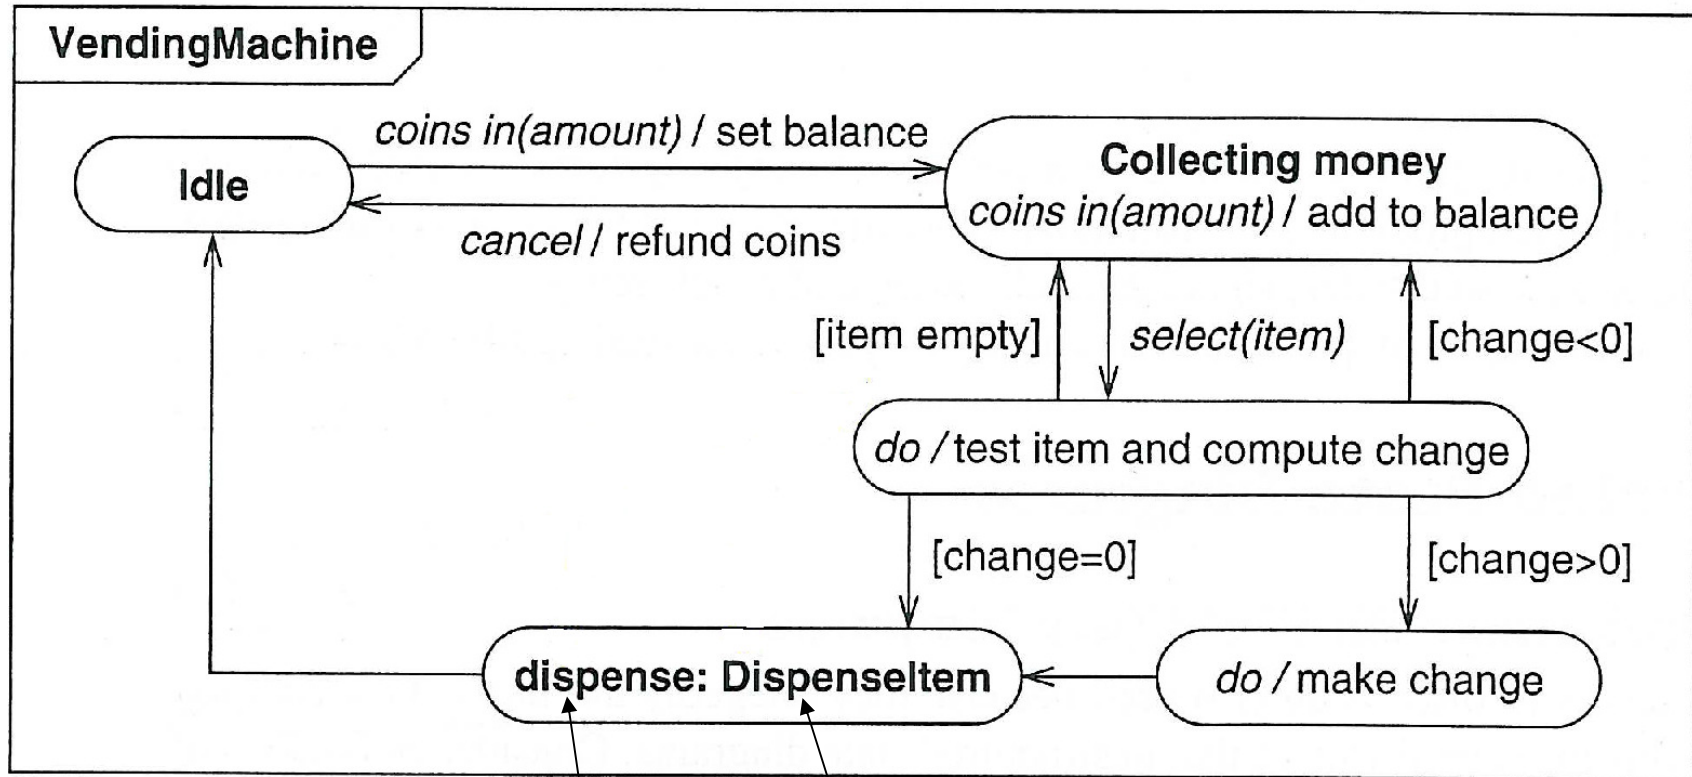 VendingMachine
coins in(amount) / set balance
Idle
Collecting money
coins in(amount) / add to balance
cancel / refund coins
[item empty]
select(item)
[change<0]
do / test item and compute change
[change=0]
[change>0]
dispense: DispenseItem
do / make change